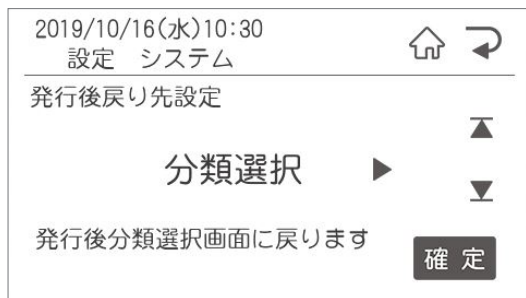 2019/10/16(水)10:30
設定 システム
発行後戻り先設定
分類選択
発行後分類選択画面に戻ります
確定